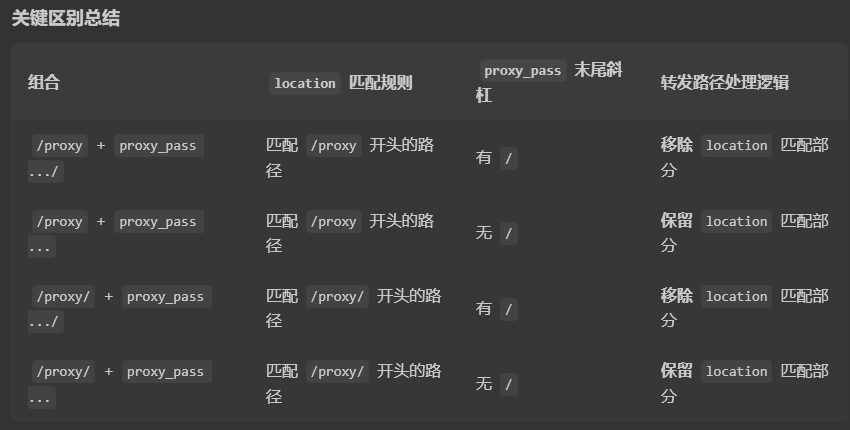 关键区别总结
组合 location 匹配规则 proxy_pass 末尾斜
杠 转发路径处理逻辑
/proxy + proxy_pass 匹配 /proxy 开头的路 有 / 移除 location 匹配部
.../ 径 分
/proxy + proxy_pass 匹配 /proxy 开头的路 无 / 保留 location 匹配部
... 径 分
/proxy/ + proxy_pass 匹配 /proxy/ 开头的路 有 / 移除 location 匹配部
.../ 径 分
/proxy/ + proxy_pass 匹配 /proxy/ 开头的路 无 / 保留 location 匹配部
... 径 分